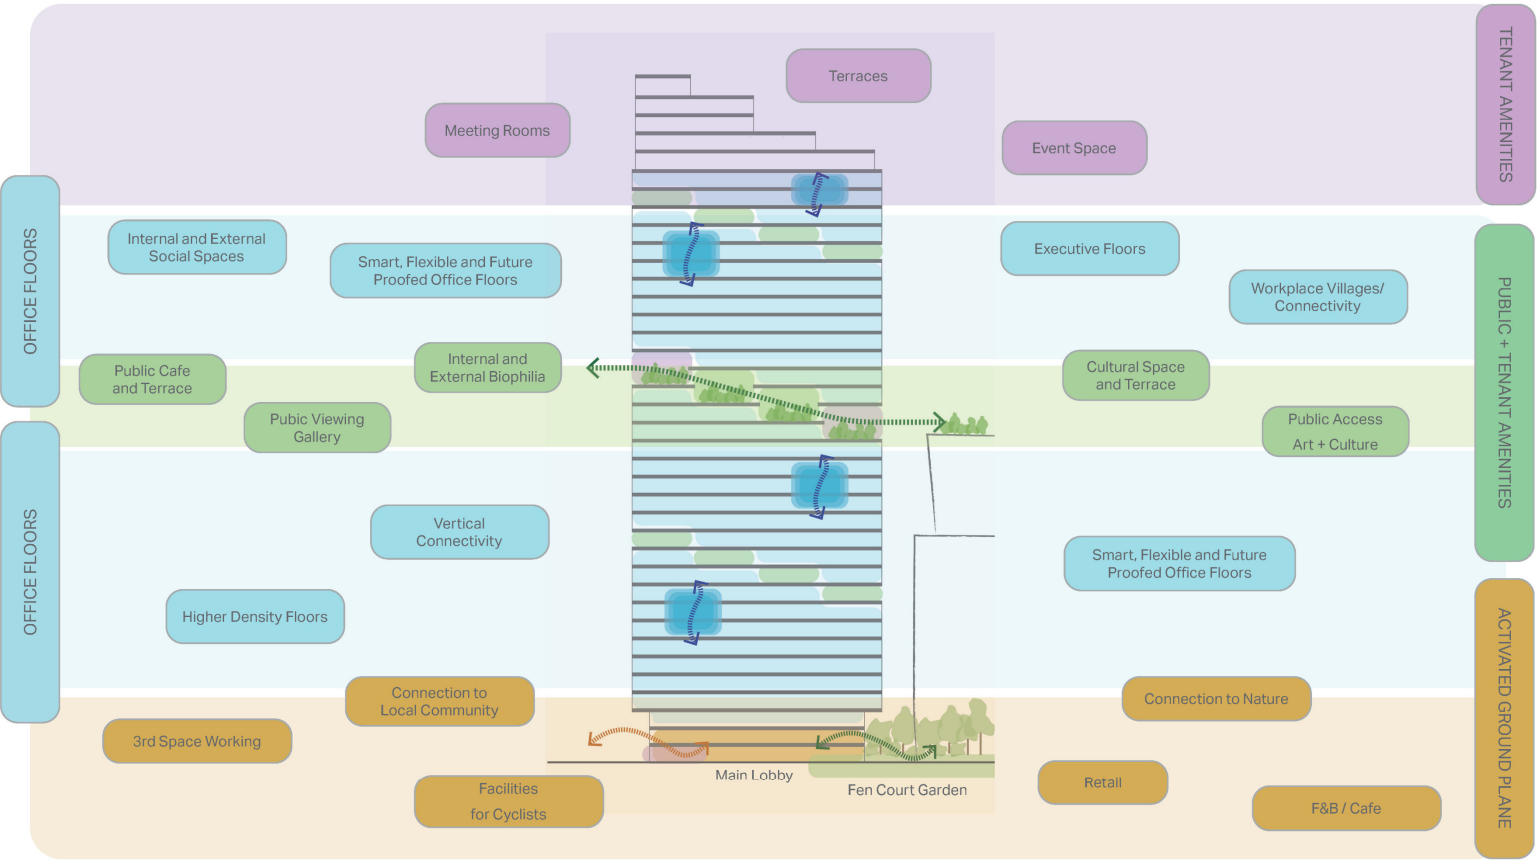 TENANT AMENITIES
Terraces
Meeting Rooms
Event Space
OFFICE FLOORS
Internal and External
Social Spaces
Smart, Flexible and Future
Proofed Office Floors
Executive Floors
Workplace Villages/
Connectivity
PUBLIC + TENANT AMENITIES
Public Cafe
and Terrace
Internal and
External Biophilia
Pubic Viewing
Gallery
Cultural Space
and Terrace
Public Access
Art + Culture
OFFICE FLOORS
Vertical
Connectivity
Higher Density Floors
Smart, Flexible and Future
Proofed Office Floors
ACTIVATED GROUND PLANE
Connection to
Local Community
3rd Space Working
Facilities
for Cyclists
Connection to Nature
Retail
F&B / Cafe
Main Lobby
Fen Court Garden